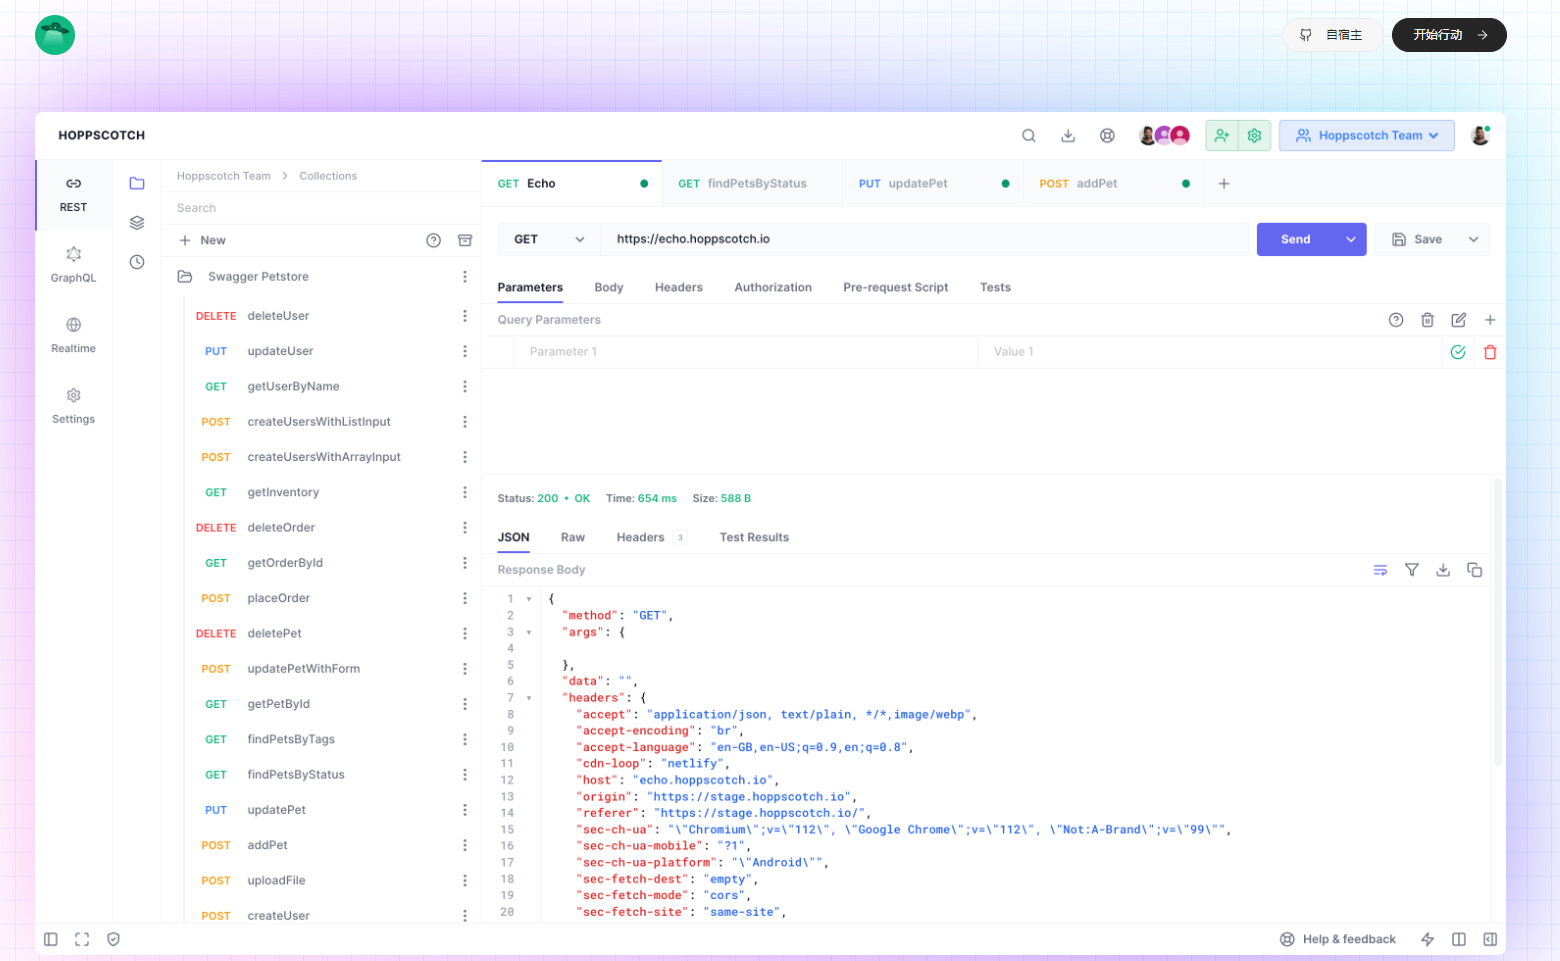 自宿主
开始行动
HOPPSCOTCH
Hoppscotch Team
REST
GraphQL
Realtime
Settings
Hoppscotch Team > Collections
Search
New
Swagger Petstore
DELETE deleteUser
PUT updateUser
GET getUserByName
POST createUsersWithListInput
POST createUsersWithArrayInput
GET getInventory
DELETE deleteOrder
GET getOrderById
POST placeOrder
DELETE deletePet
POST updatePetWithForm
GET getPetById
GET findPetsByTags
GET findPetsByStatus
PUT updatePet
POST addPet
POST uploadFile
POST createUser
GET Echo
GET findPetsByStatus
PUT updatePet
POST addPet
GET
https://echo.hoppscotch.io
Send
Save
Parameters Body Headers Authorization Pre-request Script Tests
Query Parameters
Parameter 1 Value 1
Status: 200 • OK Time: 654 ms Size: 588 B
JSON Raw Headers 3 Test Results
Response Body
1 {
2 "method": "GET",
3 "args": {
4
5 },
6 "data": "",
7 "headers": {
8 "accept": "application/json, text/plain, */*,image/webp",
9 "accept-encoding": "br",
10 "accept-language": "en-GB,en-US;q=0.9,en;q=0.8",
11 "cdn-loop": "netlify",
12 "host": "echo.hoppscotch.io",
13 "origin": "https://stage.hoppscotch.io",
14 "referer": "https://stage.hoppscotch.io/",
15 "sec-ch-ua": "\"Chromium\";v=\"112\", \"Google Chrome\";v=\"112\", \"Not:A-Brand\";v=\"99\"",
16 "sec-ch-ua-mobile": "?1",
17 "sec-ch-ua-platform": "\"Android\"",
18 "sec-fetch-dest": "empty",
19 "sec-fetch-mode": "cors",
20 "sec-fetch-site": "same-site",
Help & feedback